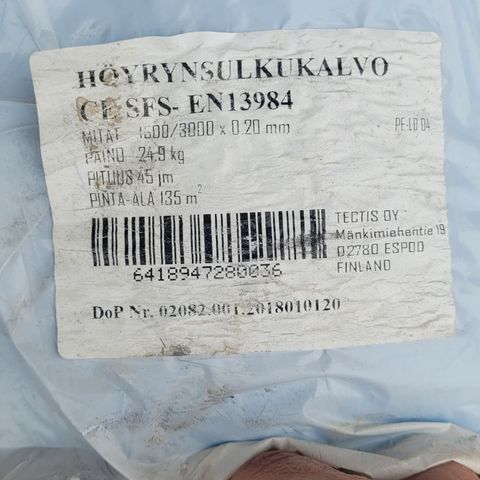 HÖYRYNSULKUKALVO
CE SFS- EN13984
MITAT 1500/3000 x 0.20 mm
PE-LD 04
PAINO 24,9 kg
PITUUS 45 jm
PINTA-ALA 135 m²
TECTIS OY
Mänkimiehentie 19
02780 ESPOO
FINLAND
6418947280036
DoP Nr. 02082.001.2018010120